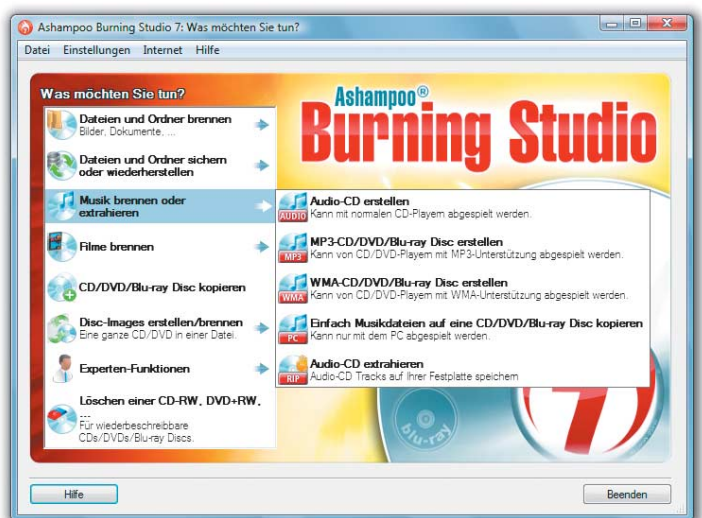 Ashampoo Burning Studio 7: Was möchten Sie tun?
Datei Einstellungen Internet Hilfe
Was möchten Sie tun?
Ashampoo®
Burning Studio
Dateien und Ordner brennen
Bilder, Dokumente, ...
Dateien und Ordner sichern
oder wiederherstellen
Musik brennen oder
extrahieren
Filme brennen
CD/DVD/Blu-ray Disc kopieren
Disc-Images erstellen/brennen
Eine ganze CD/DVD in einer Datei.
Experten-Funktionen
Löschen einer CD-RW, DVD+RW,
...
Für wiederbeschreibbare
CDs/DVDs/Blu-ray Discs.
AUDIO
Audio-CD erstellen
Kann mit normalen CD-Playern abgespielt werden.
MP3
MP3-CD/DVD/Blu-ray Disc erstellen
Kann von CD/DVD-Playern mit MP3-Unterstützung abgespielt werden.
WMA
WMA-CD/DVD/Blu-ray Disc erstellen
Kann von CD/DVD-Playern mit WMA-Unterstützung abgespielt werden.
PC
Einfach Musikdateien auf eine CD/DVD/Blu-ray Disc kopieren
Kann nur mit dem PC abgespielt werden.
RIP
Audio-CD extrahieren
Audio-CD Tracks auf Ihrer Festplatte speichern
blu-ray
7
Hilfe
Beenden